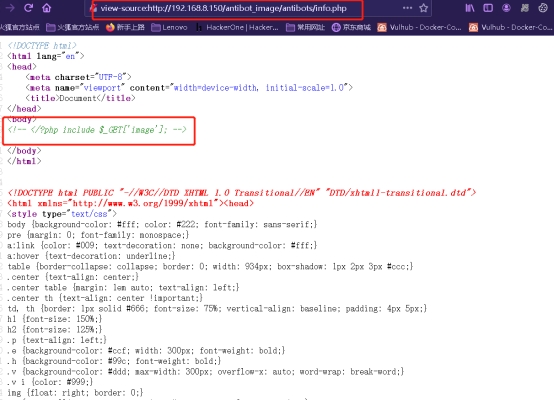 view-source:http://192.168.8.150/antibot_image/antibots/info.php
火狐官方站点 新手上路 Lenovo HackerOne | Hacker... 常用网址 京东商城 Vulhub - Docker-Co... Vulhub - Docker-Com
<!DOCTYPE html>
<html lang="en">
<head>
<meta charset="UTF-8">
<meta name="viewport" content="width=device-width, initial-scale=1.0">
<title>Document</title>
</head>
<body>
<!-- </?php include $_GET['image']; -->
</body>
</html>
<!DOCTYPE html PUBLIC "-//W3C//DTD XHTML 1.0 Transitional//EN" "DTD/xhtml1-transitional.dtd">
<html xmlns="http://www.w3.org/1999/xhtml"><head>
<style type="text/css">
body {background-color: #fff; color: #222; font-family: sans-serif;}
pre {margin: 0; font-family: monospace;}
a:link {color: #009; text-decoration: none; background-color: #fff;}
a:hover {text-decoration: underline;}
table {border-collapse: collapse; border: 0; width: 934px; box-shadow: 1px 2px 3px #ccc;}
.center {text-align: center;}
.center table {margin: 1em auto; text-align: left;}
.center th {text-align: center !important;}
td, th {border: 1px solid #666; font-size: 75%; vertical-align: baseline; padding: 4px 5px;}
h1 {font-size: 150%;}
h2 {font-size: 125%;}
.p {text-align: left;}
.e {background-color: #ccf; width: 300px; font-weight: bold;}
.h {background-color: #99c; font-weight: bold;}
.v {background-color: #ddd; max-width: 300px; overflow-x: auto; word-wrap: break-word;}
.v i {color: #999;}
img {float: right; border: 0;}